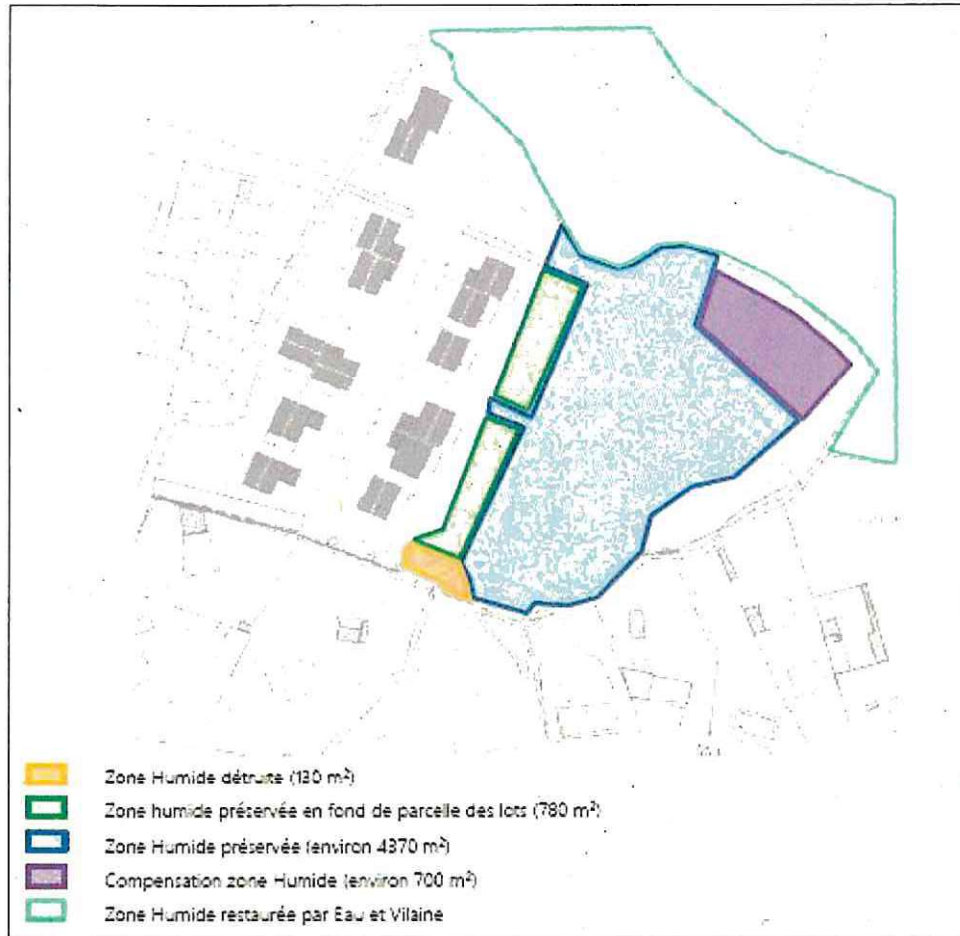 Zone Humide détruite (130 m²)
Zone humide préservée en fond de parcelle des lots (780 m²)
Zone Humide préservée (environ 4370 m²)
Compensation zone Humide (environ 700 m²)
Zone Humide restaurée par Eau et Vilaine